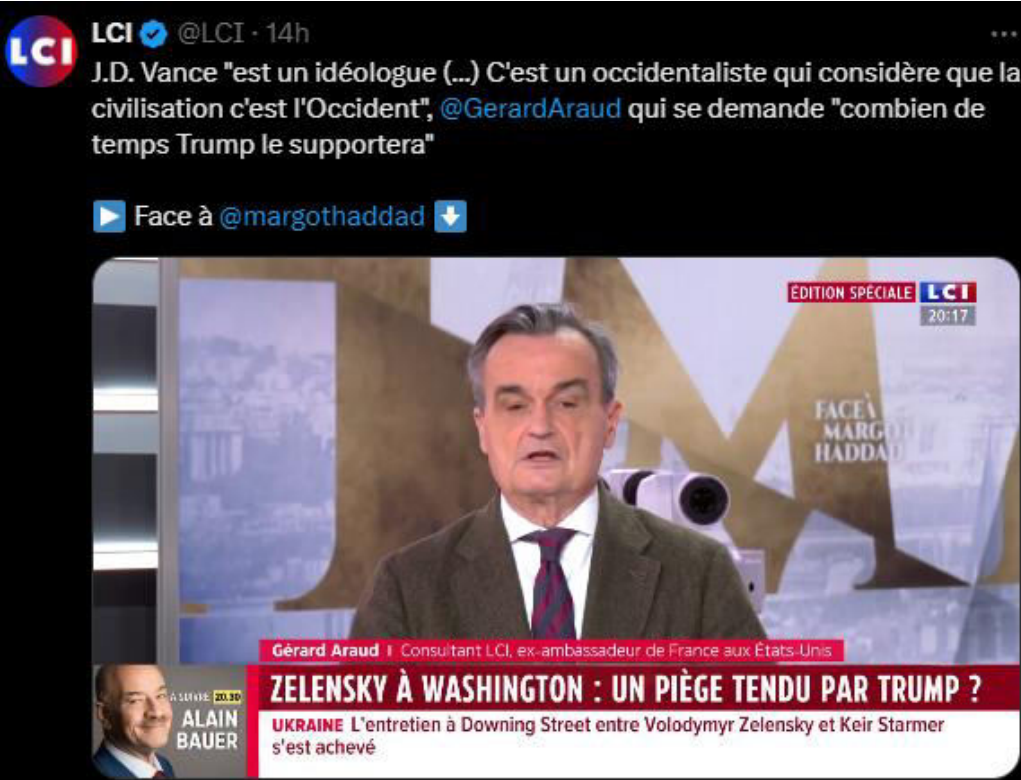 LCI @LCI · 14h
LCI
J.D. Vance "est un idéologue (...) C'est un occidentaliste qui considère que la
civilisation c'est l'Occident", @GerardAraud qui se demande "combien de
temps Trump le supportera"
Face à @margothaddad
ÉDITION SPÉCIALE LCI
20:17
FACE À
MARGOT
HADDAD
Gérard Araud | Consultant LCI, ex-ambassadeur de France aux États-Unis
À SUIVRE 20.30
ALAIN
BAUER
ZELENSKY À WASHINGTON : UN PIÈGE TENDU PAR TRUMP ?
UKRAINE L'entretien à Downing Street entre Volodymyr Zelensky et Keir Starmer
s'est achevé